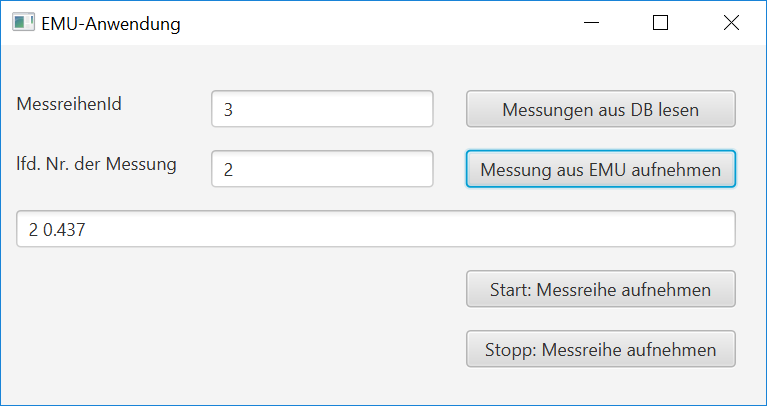 EMU-Anwendung
MessreihenId
3
Messungen aus DB lesen
lfd. Nr. der Messung
2
Messung aus EMU aufnehmen
2 0.437
Start: Messreihe aufnehmen
Stopp: Messreihe aufnehmen